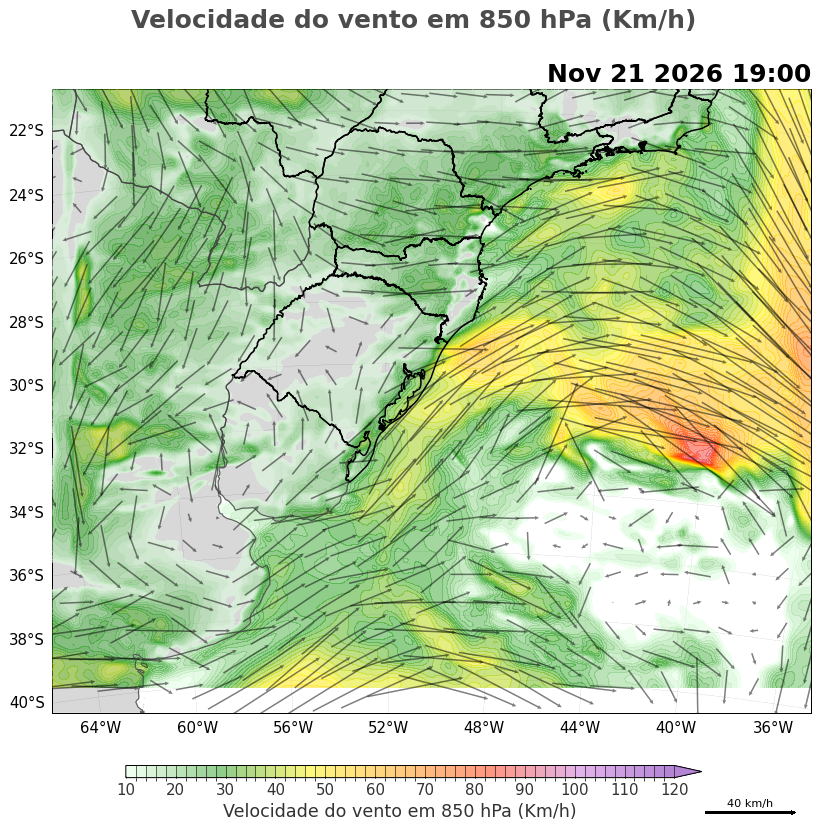 Velocidade do vento em 850 hPa (Km/h)
Nov 21 2026 19:00
22°S
24°S
26°S
28°S
30°S
32°S
34°S
36°S
38°S
40°S
64°W 60°W 56°W 52°W 48°W 44°W 40°W 36°W
10 20 30 40 50 60 70 80 90 100 110 120
Velocidade do vento em 850 hPa (Km/h)
40 km/h